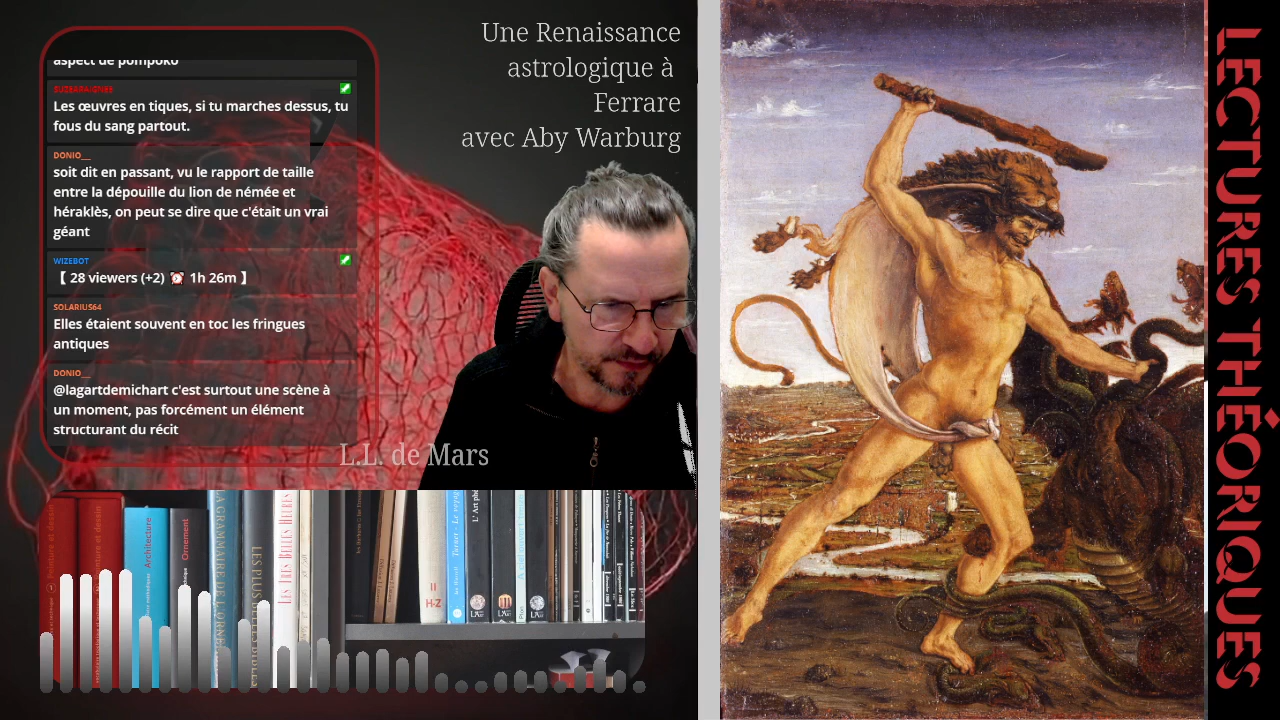 Une Renaissance
astrologique à
Ferrare
avec Aby Warburg
aspect de pompoko
SUZEARAIGNEE
Les œuvres en tiques, si tu marches dessus, tu
fous du sang partout.
DONIO__
soit dit en passant, vu le rapport de taille
entre la dépouille du lion de némée et
héraklès, on peut se dire que c'était un vrai
géant
WIZEBOT
【 28 viewers (+2) ⏰ 1h 26m 】
SOLARIUS64
Elles étaient souvent en toc les fringues
antiques
DONIO__
@lagartdemichart c'est surtout une scène à
un moment, pas forcément un élément
structurant du récit
L.L. de Mars
Architecture
Ornement
LES TRÈS BELLES HEURES
II
H-Z
LECTURES THÉORIQUES